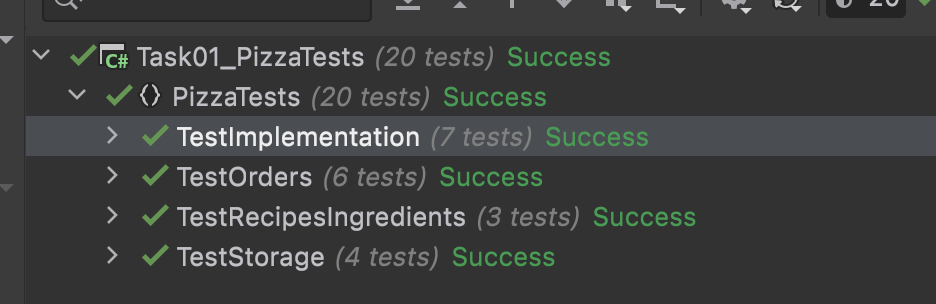 20
C# Task01_PizzaTests (20 tests) Success
PizzaTests (20 tests) Success
TestImplementation (7 tests) Success
TestOrders (6 tests) Success
TestRecipesIngredients (3 tests) Success
TestStorage (4 tests) Success